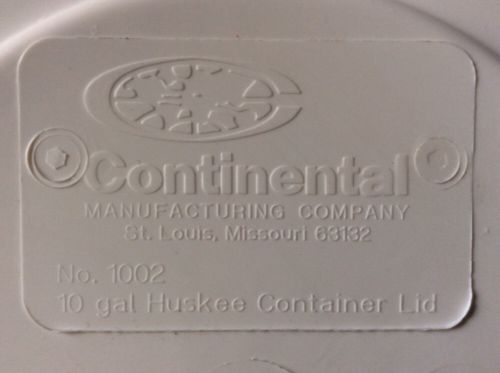 Continental
MANUFACTURING COMPANY
St. Louis, Missouri 63132
No. 1002
10 gal Huskee Container Lid